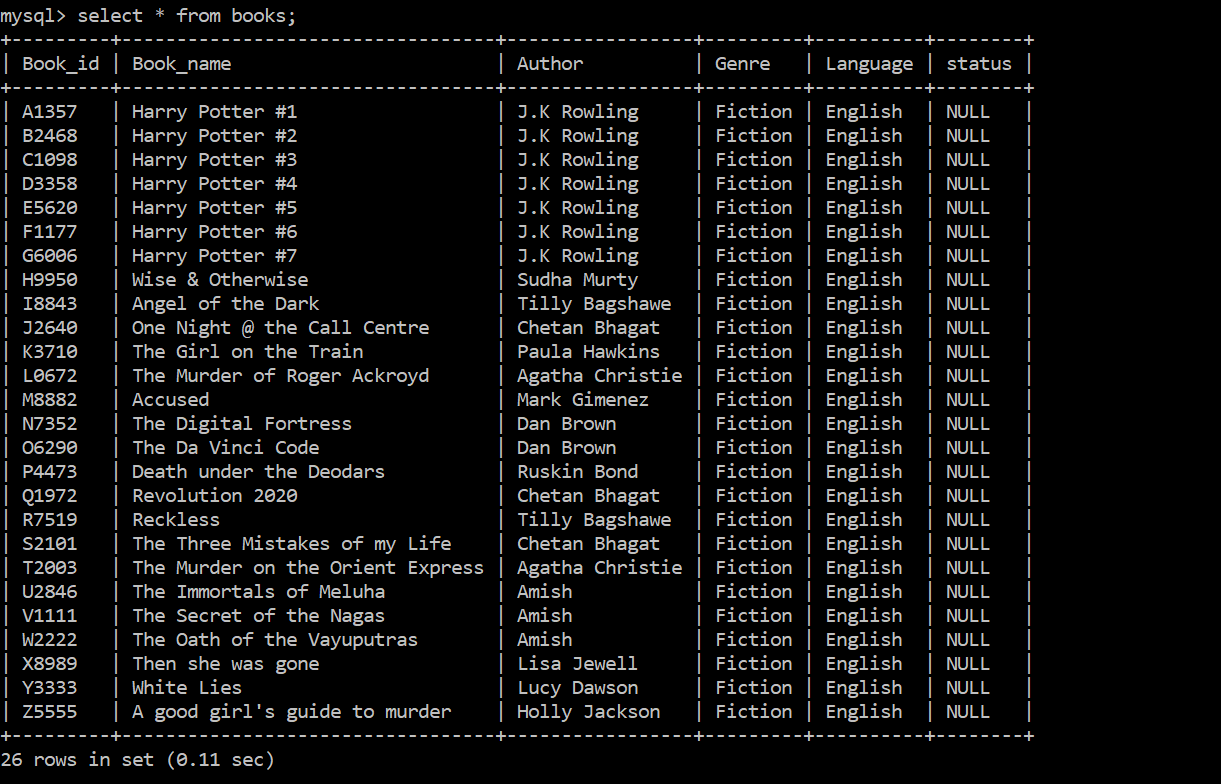 mysql> select * from books;
+---------+----------------------------------+-----------------+---------+----------+--------+
| Book_id | Book_name                        | Author          | Genre   | Language | status |
+---------+----------------------------------+-----------------+---------+----------+--------+
| A1357   | Harry Potter #1                  | J.K Rowling     | Fiction | English  | NULL   |
| B2468   | Harry Potter #2                  | J.K Rowling     | Fiction | English  | NULL   |
| C1098   | Harry Potter #3                  | J.K Rowling     | Fiction | English  | NULL   |
| D3358   | Harry Potter #4                  | J.K Rowling     | Fiction | English  | NULL   |
| E5620   | Harry Potter #5                  | J.K Rowling     | Fiction | English  | NULL   |
| F1177   | Harry Potter #6                  | J.K Rowling     | Fiction | English  | NULL   |
| G6006   | Harry Potter #7                  | J.K Rowling     | Fiction | English  | NULL   |
| H9950   | Wise & Otherwise                 | Sudha Murty     | Fiction | English  | NULL   |
| I8843   | Angel of the Dark                | Tilly Bagshawe  | Fiction | English  | NULL   |
| J2640   | One Night @ the Call Centre      | Chetan Bhagat   | Fiction | English  | NULL   |
| K3710   | The Girl on the Train            | Paula Hawkins   | Fiction | English  | NULL   |
| L0672   | The Murder of Roger Ackroyd      | Agatha Christie | Fiction | English  | NULL   |
| M8882   | Accused                          | Mark Gimenez    | Fiction | English  | NULL   |
| N7352   | The Digital Fortress             | Dan Brown       | Fiction | English  | NULL   |
| O6290   | The Da Vinci Code                | Dan Brown       | Fiction | English  | NULL   |
| P4473   | Death under the Deodars          | Ruskin Bond     | Fiction | English  | NULL   |
| Q1972   | Revolution 2020                  | Chetan Bhagat   | Fiction | English  | NULL   |
| R7519   | Reckless                         | Tilly Bagshawe  | Fiction | English  | NULL   |
| S2101   | The Three Mistakes of my Life    | Chetan Bhagat   | Fiction | English  | NULL   |
| T2003   | The Murder on the Orient Express | Agatha Christie | Fiction | English  | NULL   |
| U2846   | The Immortals of Meluha          | Amish           | Fiction | English  | NULL   |
| V1111   | The Secret of the Nagas          | Amish           | Fiction | English  | NULL   |
| W2222   | The Oath of the Vayuputras       | Amish           | Fiction | English  | NULL   |
| X8989   | Then she was gone                | Lisa Jewell     | Fiction | English  | NULL   |
| Y3333   | White Lies                       | Lucy Dawson     | Fiction | English  | NULL   |
| Z5555   | A good girl's guide to murder    | Holly Jackson   | Fiction | English  | NULL   |
+---------+----------------------------------+-----------------+---------+----------+--------+
26 rows in set (0.11 sec)